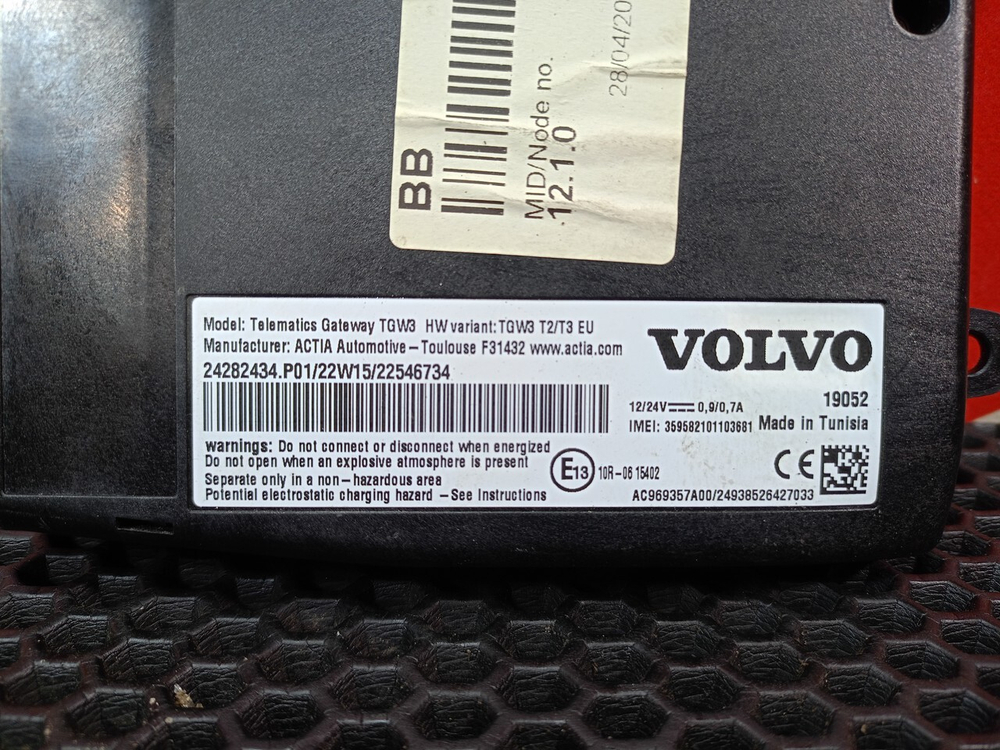 BB
MID/Node no.
12.1.0
28/04/20
Model: Telematics Gateway TGW3 HW variant: TGW3 T2/T3 EU
Manufacturer: ACTIA Automotive – Toulouse F31432 www.actia.com
24282434.P01/22W15/22546734
VOLVO
19052
12/24V 0,9/0,7A
IMEI: 359582101103681 Made in Tunisia
warnings: Do not connect or disconnect when energized
Do not open when an explosive atmosphere is present
Separate only in a non – hazardous area
Potential electrostatic charging hazard – See Instructions
E13 10R-06 15402
CE
AC969357A00/24938526427033